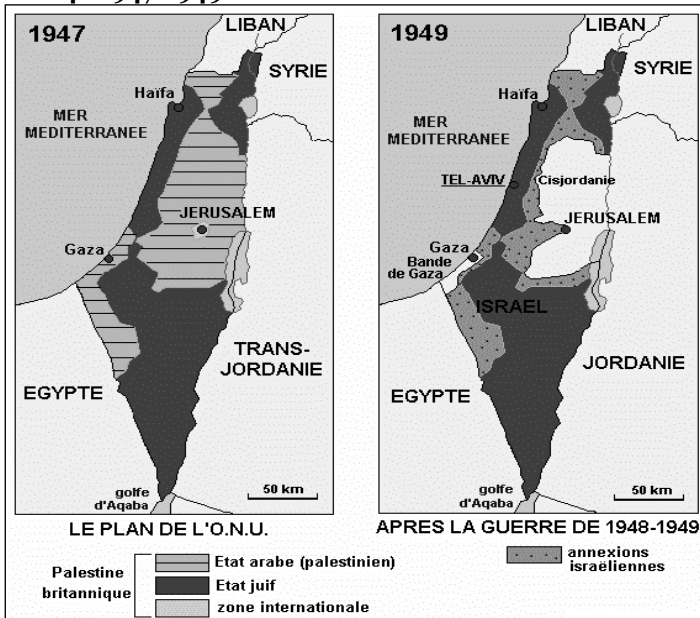 1947
LIBAN
SYRIE
Haïfa
MER
MEDITERRANEE
JERUSALEM
Gaza
TRANS-
JORDANIE
EGYPTE
golfe
d'Aqaba
50 km
LE PLAN DE L'O.N.U.
1949
LIBAN
SYRIE
Haïfa
MER
MEDITERRANEE
TEL-AVIV
Cisjordanie
JERUSALEM
Gaza
Bande
de Gaza
ISRAEL
JORDANIE
EGYPTE
golfe
d'Aqaba
50 km
APRES LA GUERRE DE 1948-1949
Palestine
britannique
Etat arabe (palestinien)
Etat juif
zone internationale
annexions
israëliennes